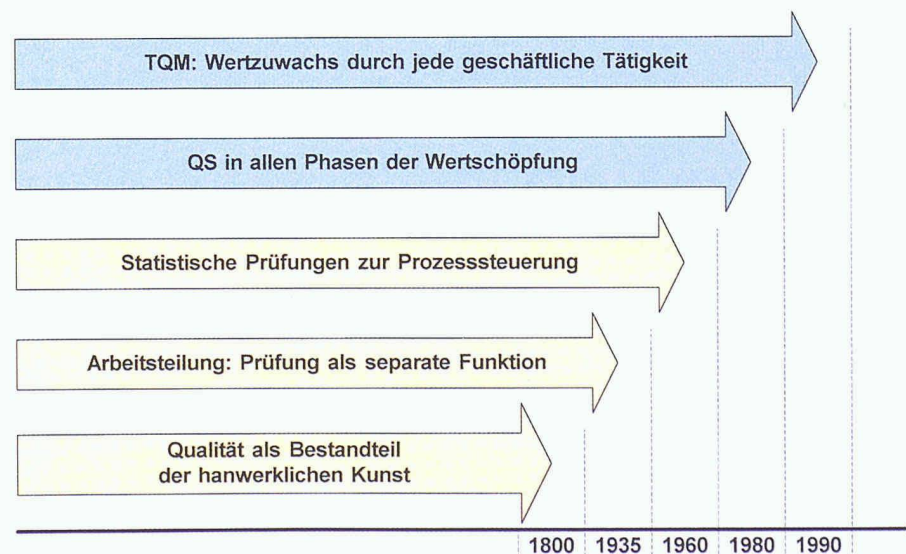 TQM: Wertzuwachs durch jede geschäftliche Tätigkeit
QS in allen Phasen der Wertschöpfung
Statistische Prüfungen zur Prozesssteuerung
Arbeitsteilung: Prüfung als separate Funktion
Qualität als Bestandteil
der hanwerklichen Kunst
1800 1935 1960 1980 1990